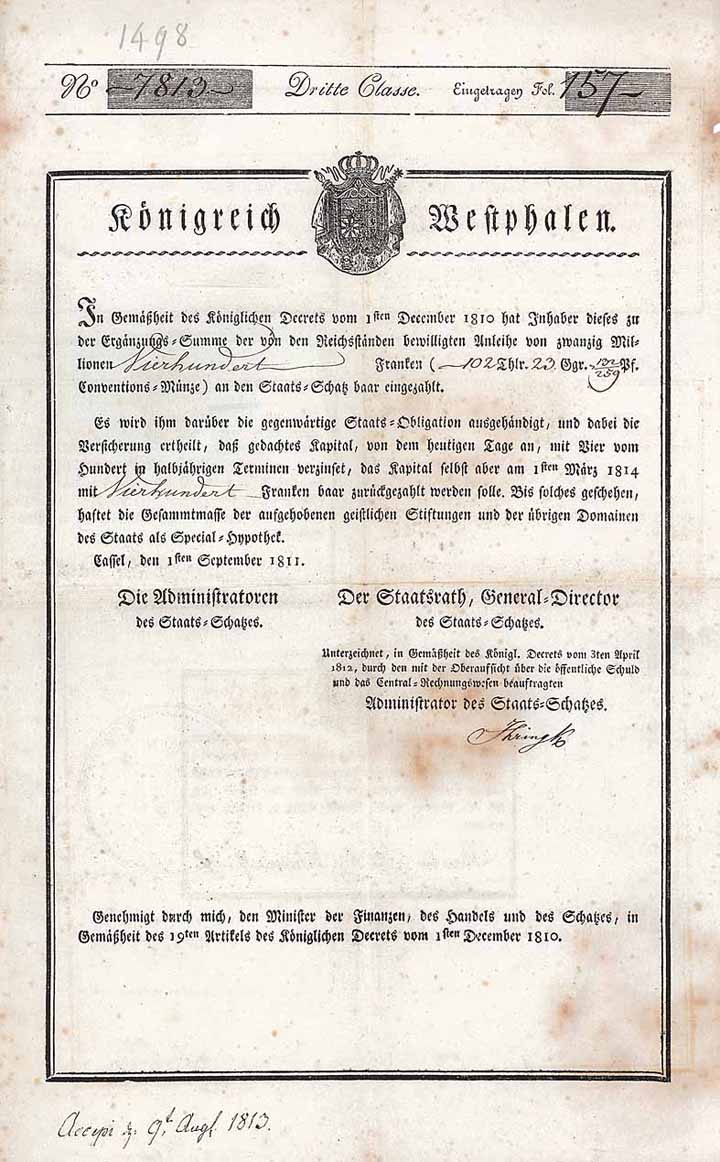 1498
No 7813 Dritte Classe. Eingetragen Fol. 157
Königreich Westphalen.
In Gemäßheit des Königlichen Decrets vom 1sten December 1810 hat Inhaber dieses zu
der Ergänzungs-Summe der von den Reichsständen bewilligten Anleihe von zwanzig Mil-
lionen Vierhundert Franken (102 Thlr. 23 Ggr. 132/259 Pf.
Conventions-Münze) an den Staats-Schatz baar eingezahlt.
Es wird ihm darüber die gegenwärtige Staats-Obligation ausgehändigt, und dabei die
Versicherung ertheilt, daß gedachtes Kapital, von dem heutigen Tage an, mit Vier vom
Hundert in halbjährigen Terminen verzinset, das Kapital selbst aber am 1sten März 1814
mit Vierhundert Franken baar zurückgezahlt werden solle. Bis solches geschehen,
haftet die Gesammtmasse der aufgehobenen geistlichen Stiftungen und der übrigen Domainen
des Staats als Special-Hypothek.
Cassel, den 1sten September 1811.
Die Administratoren
des Staats-Schatzes.
Der Staatsrath, General-Director
des Staats-Schatzes.
Unterzeichnet, in Gemäßheit des Königl. Decrets vom 3ten April
1812, durch den mit der Oberaufsicht über die öffentliche Schuld
und das Central-Rechnungswesen beauftragten
Administrator des Staats-Schatzes.
Genehmigt durch mich, den Minister der Finanzen, des Handels und des Schatzes, in
Gemäßheit des 19ten Artikels des Königlichen Decrets vom 1sten December 1810.
Accepi 9t Aug. 1813.